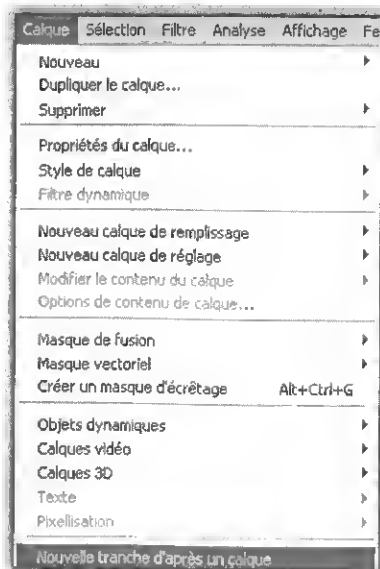 Calque Sélection Filtre Analyse Affichage Fe
Nouveau
Dupliquer le calque...
Supprimer
Propriétés du calque...
Style de calque
Filtre dynamique
Nouveau calque de remplissage
Nouveau calque de réglage
Modifier le contenu du calque
Options de contenu de calque...
Masque de fusion
Masque vectoriel
Créer un masque d'écrêtage Alt+Ctrl+G
Objets dynamiques
Calques vidéo
Calques 3D
Texte
Pixellisation
Nouvelle tranche d'après un calque